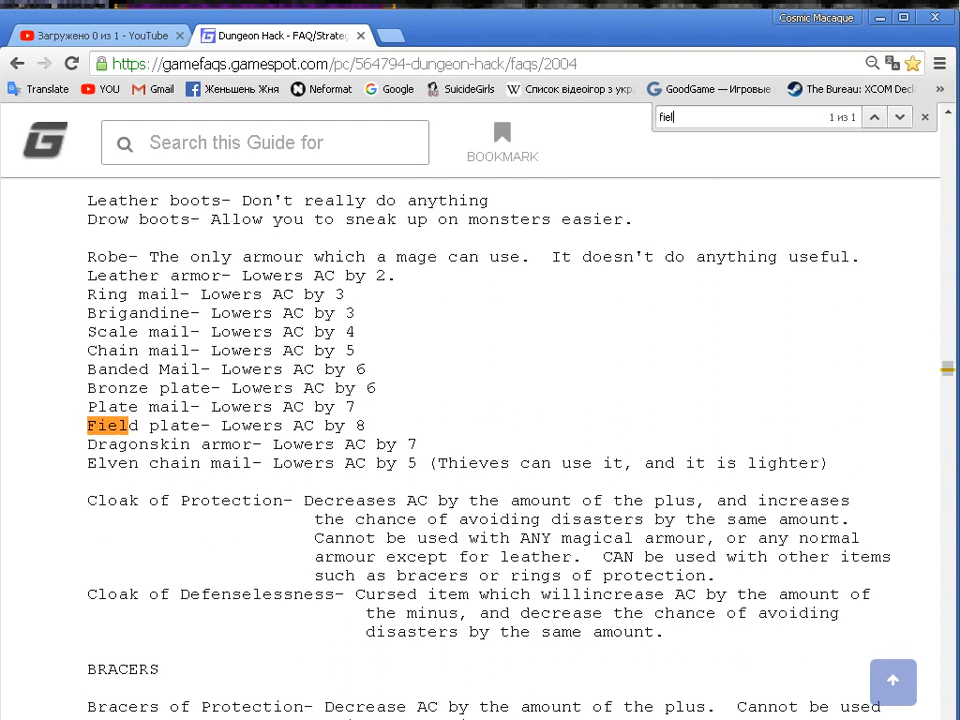 Cosmic Macaque
Загружено 0 из 1 - YouTube
Dungeon Hack - FAQ/Strate
https://gamefaqs.gamespot.com/pc/564794-dungeon-hack/faqs/2004
Translate
YOU
Gmail
Женьшень Жня
Neformat
Google
SuicideGirls
Список відеоігор з укр
GoodGame — Игровые
The Bureau: XCOM Decl
»
fiel
1 из 1
Search this Guide for
BOOKMARK
Leather boots- Don't really do anything
Drow boots- Allow you to sneak up on monsters easier.
Robe- The only armour which a mage can use.  It doesn't do anything useful.
Leather armor- Lowers AC by 2.
Ring mail- Lowers AC by 3
Brigandine- Lowers AC by 3
Scale mail- Lowers AC by 4
Chain mail- Lowers AC by 5
Banded Mail- Lowers AC by 6
Bronze plate- Lowers AC by 6
Plate mail- Lowers AC by 7
Field plate- Lowers AC by 8
Dragonskin armor- Lowers AC by 7
Elven chain mail- Lowers AC by 5 (Thieves can use it, and it is lighter)
Cloak of Protection- Decreases AC by the amount of the plus, and increases
the chance of avoiding disasters by the same amount.
Cannot be used with ANY magical armour, or any normal
armour except for leather.  CAN be used with other items
such as bracers or rings of protection.
Cloak of Defenselessness- Cursed item which willincrease AC by the amount of
the minus, and decrease the chance of avoiding
disasters by the same amount.
BRACERS
Bracers of Protection- Decrease AC by the amount of the plus.  Cannot be used